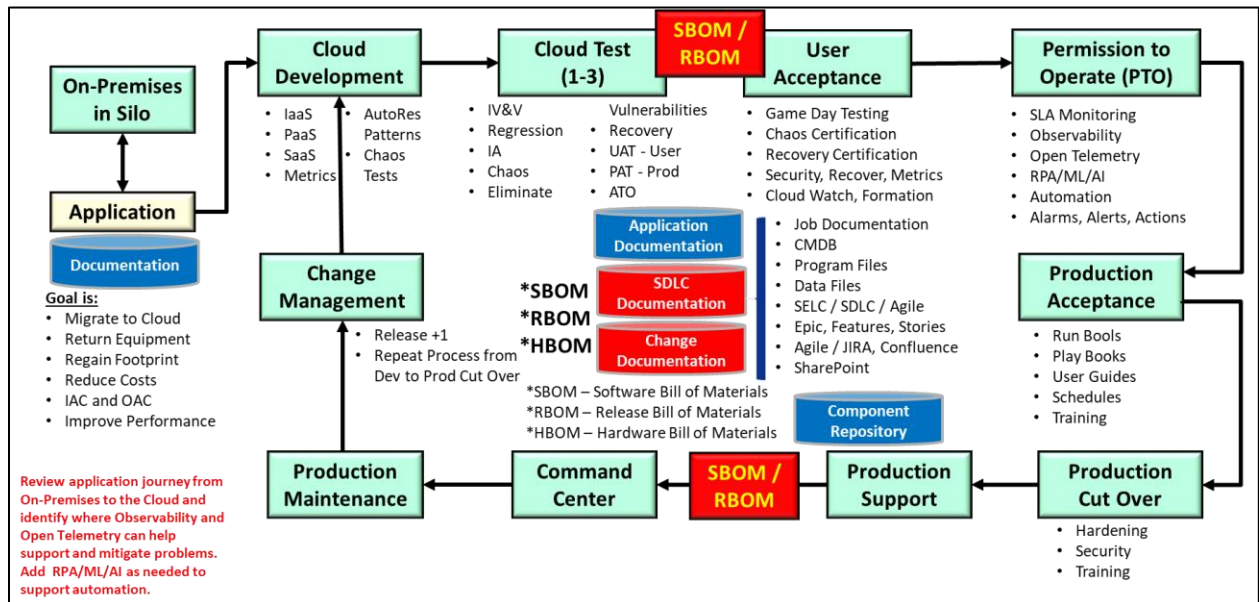 Cloud
Development
Cloud Test
(1-3)
SBOM /
RBOM
User
Acceptance
Permission to
Operate (PTO)
On-Premises
in Silo
• IaaS
• PaaS
• SaaS
• Metrics
• AutoRes
Patterns
• Chaos
Tests
• IV&V
• Regression
• IA
• Chaos
• Eliminate
Vulnerabilities
• Recovery
• UAT - User
• PAT - Prod
• ATO
• Game Day Testing
• Chaos Certification
• Recovery Certification
• Security, Recover, Metrics
• Cloud Watch, Formation
• SLA Monitoring
• Observability
• Open Telemetry
• RPA/ML/AI
• Automation
• Alarms, Alerts, Actions
Application
Documentation
Goal is:
• Migrate to Cloud
• Return Equipment
• Regain Footprint
• Reduce Costs
• IAC and OAC
• Improve Performance
Change
Management
• Release +1
• Repeat Process from
Dev to Prod Cut Over
*SBOM
*RBOM
*HBOM
Application
Documentation
SDLC
Documentation
Change
Documentation
• Job Documentation
• CMDB
• Program Files
• Data Files
• SELC / SDLC / Agile
• Epic, Features, Stories
• Agile / JIRA, Confluence
• SharePoint
*SBOM – Software Bill of Materials
*RBOM – Release Bill of Materials
*HBOM – Hardware Bill of Materials
Component
Repository
Production
Acceptance
• Run Bools
• Play Books
• User Guides
• Schedules
• Training
Production
Maintenance
Command
Center
SBOM /
RBOM
Production
Support
Production
Cut Over
• Hardening
• Security
• Training
Review application journey from
On-Premises to the Cloud and
identify where Observability and
Open Telemetry can help
support and mitigate problems.
Add RPA/ML/AI as needed to
support automation.